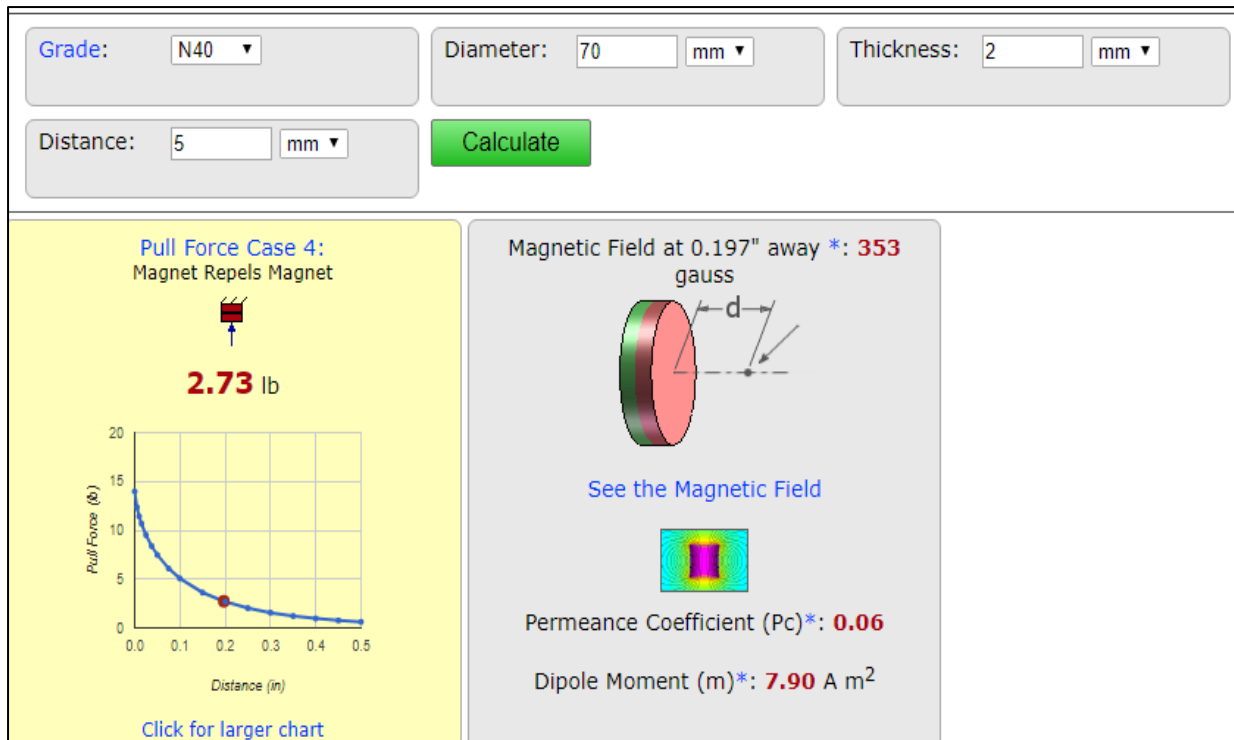 Grade: N40
Diameter: 70 mm
Thickness: 2 mm
Distance: 5 mm
Calculate
Pull Force Case 4:
Magnet Repels Magnet
2.73 lb
20
15
10
5
0
Pull Force (lb)
0.0 0.1 0.2 0.3 0.4 0.5
Distance (in)
Click for larger chart
Magnetic Field at 0.197" away *: 353
gauss
d
See the Magnetic Field
Permeance Coefficient (Pc)*: 0.06
Dipole Moment (m)*: 7.90 A m²